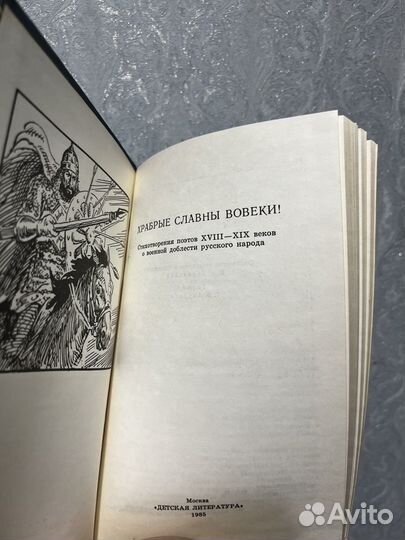 ХРАБРЫЕ СЛАВНЫ ВОВЕКИ!
Стихотворения поэтов XVIII—XIX веков
о военной доблести русского народа
Москва
«ДЕТСКАЯ ЛИТЕРАТУРА»
1985
Avito